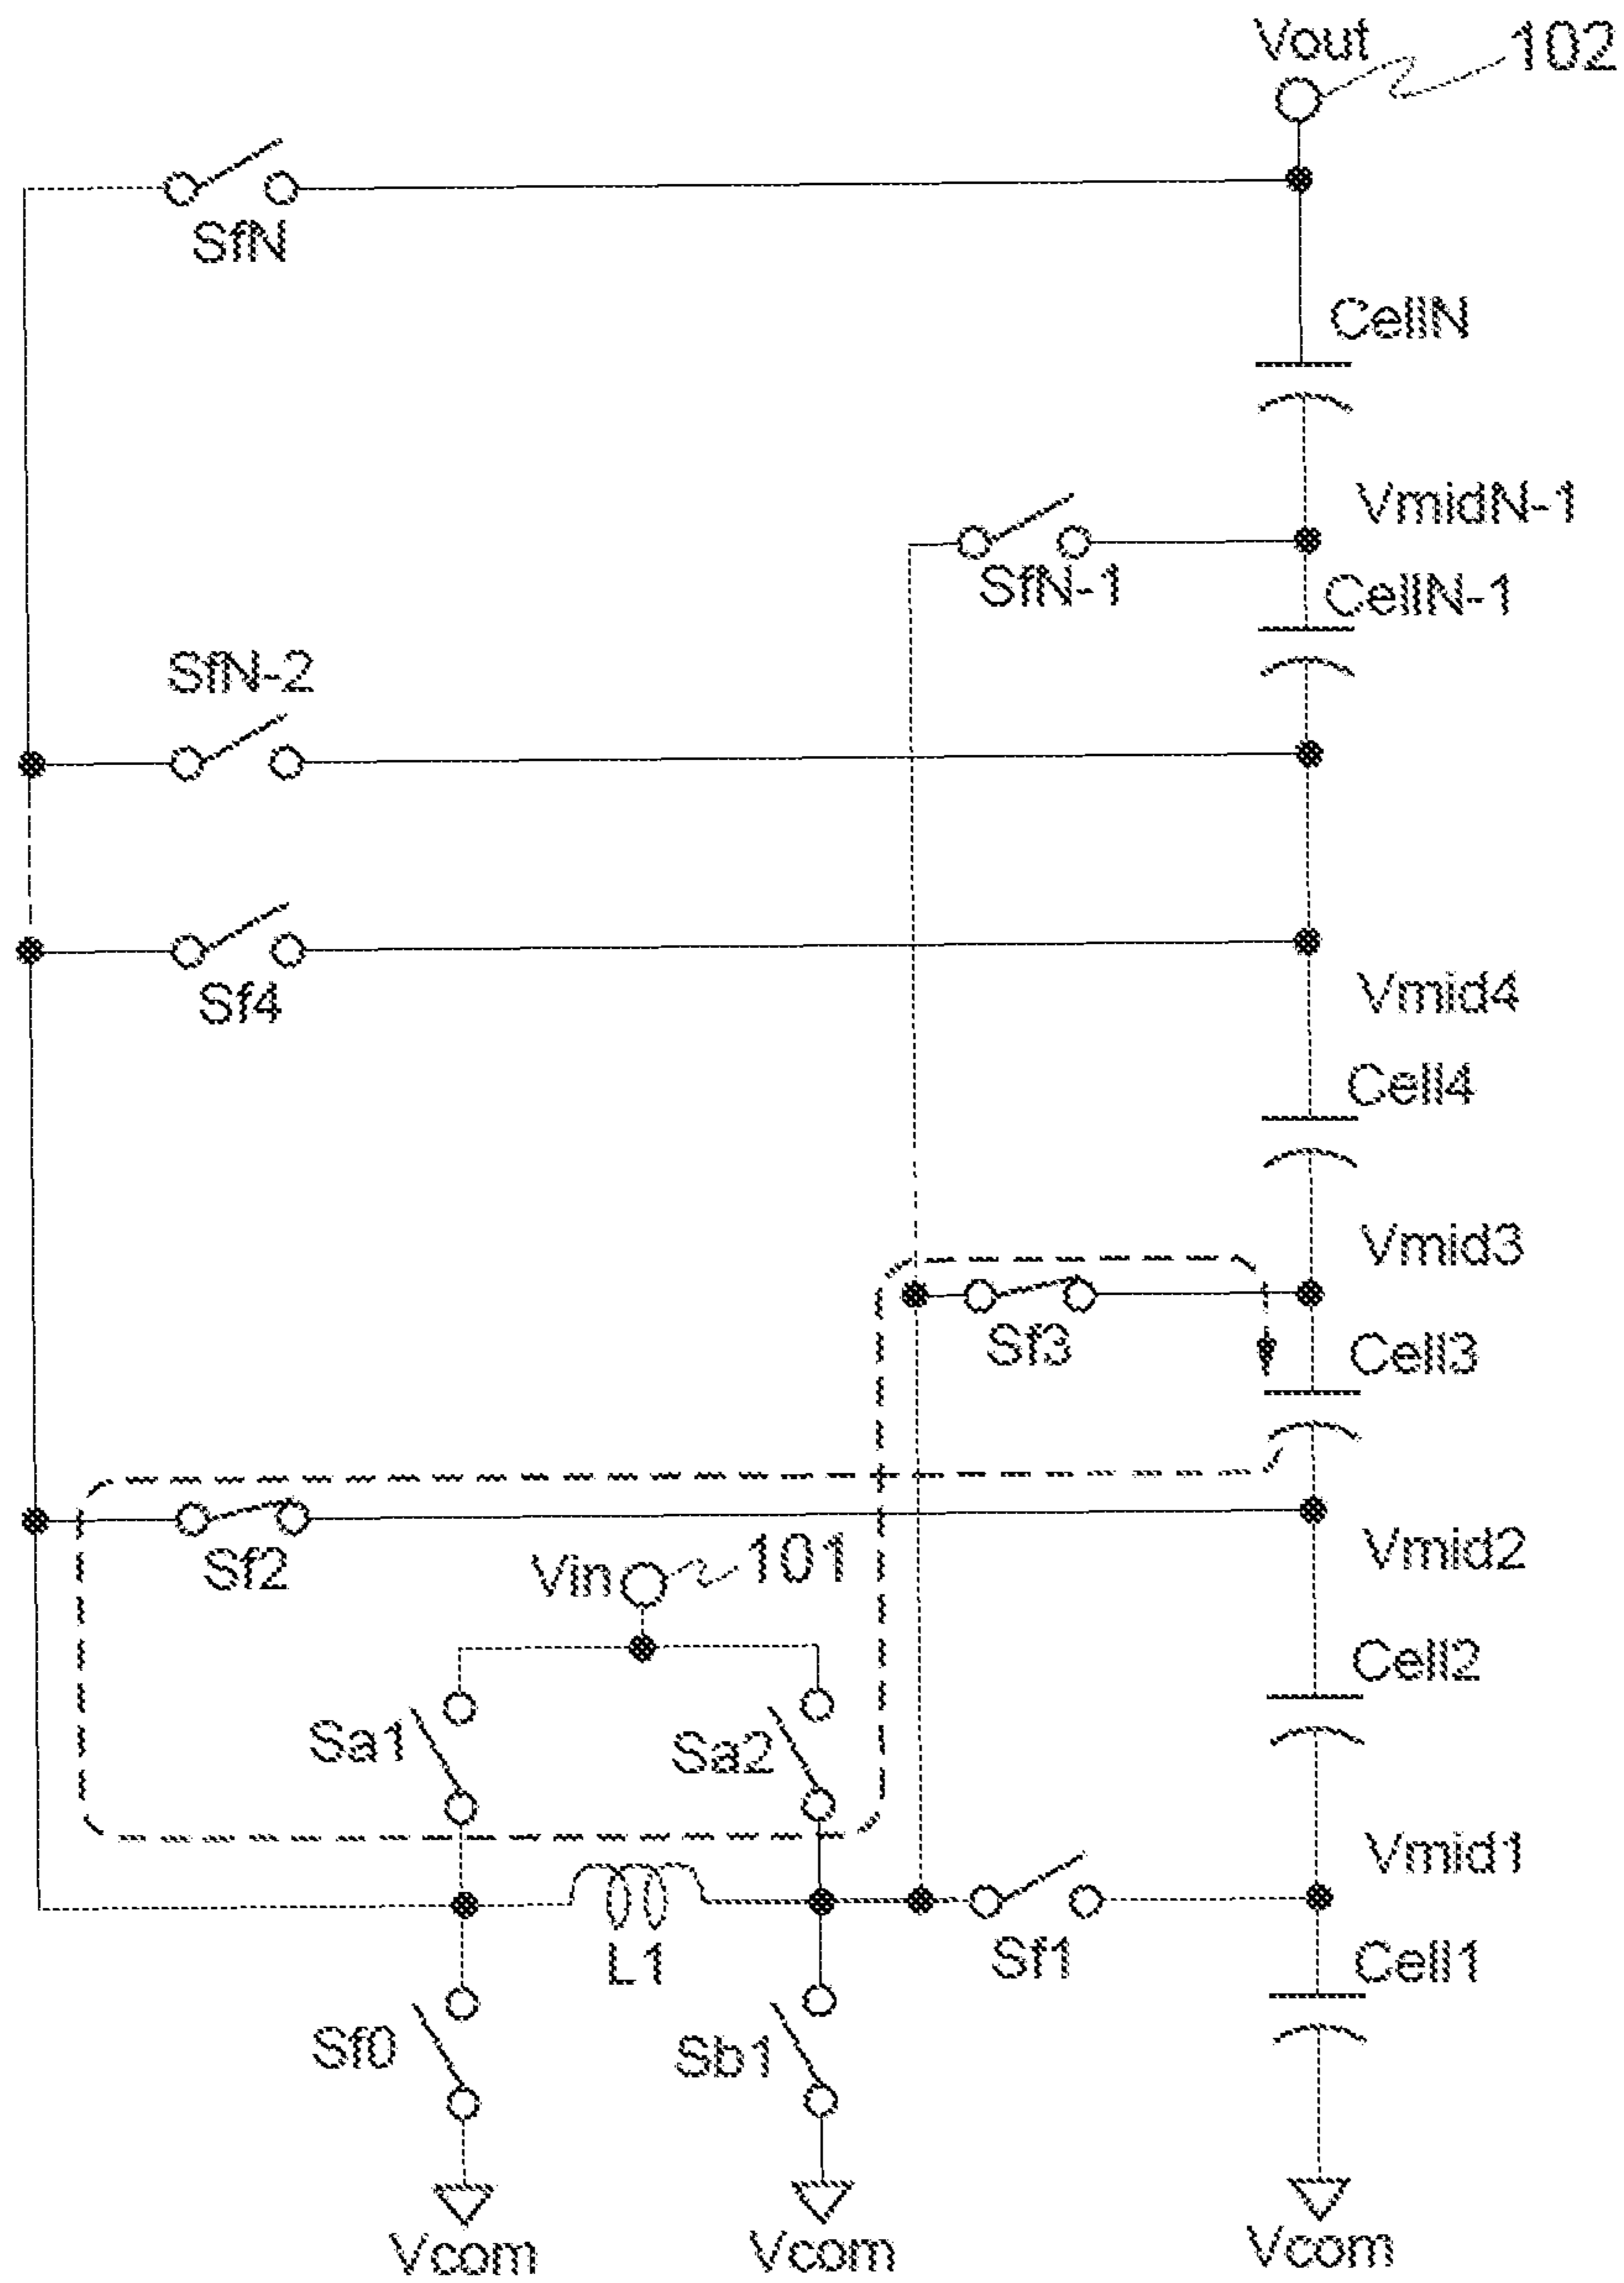 Vout
102
SfN
CellN
VmidN-1
SfN-1
CellN-1
SfN-2
Sf4
Vmid4
Cell4
Vmid3
Sf3
Cell3
Sf2
Vin
101
Vmid2
Cell2
Sa1
Sa2
Vmid1
L1
Sf1
Cell1
Sf0
Sb1
Vcom
Vcom
Vcom